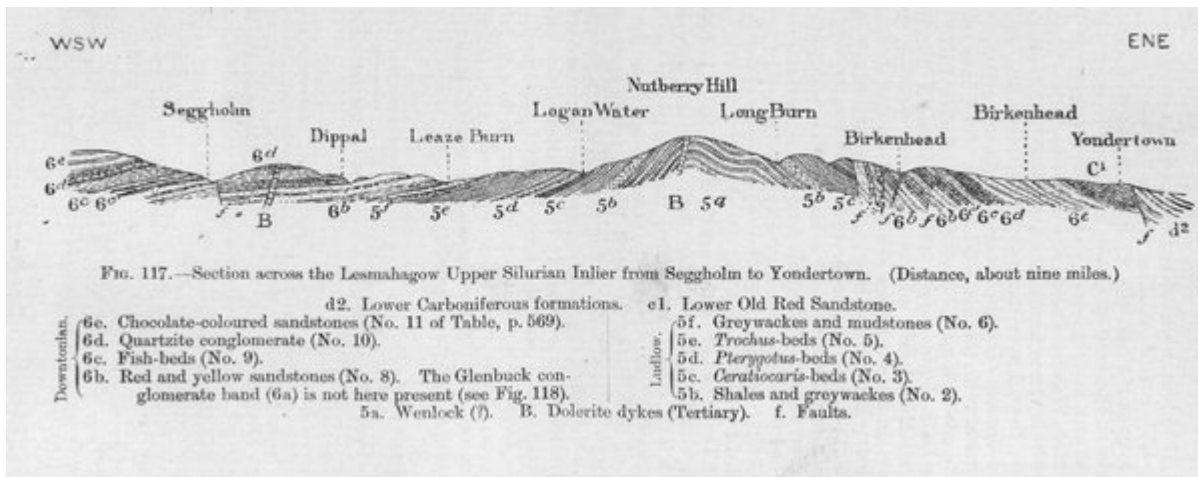 WSW
ENE
Nutberry Hill
Seggholm
Logan Water
Long Burn
Birkenhead
Dippal
Leaze Burn
Birkenhead
Yondertown
6e
6d
6d
C1
6c
B
6b
5f
5e
5d
5c
5b
B
5a
5b
5e
f
f
6b
f
6b
6c
6d
6e
f
d2
FIG. 117.—Section across the Lesmahagow Upper Silurian Inlier from Seggholm to Yondertown. (Distance, about nine miles.)
d2. Lower Carboniferous formations. c1. Lower Old Red Sandstone.
Downtonian.
6e. Chocolate-coloured sandstones (No. 11 of Table, p. 569).
6d. Quartzite conglomerate (No. 10).
6c. Fish-beds (No. 9).
6b. Red and yellow sandstones (No. 8). The Glenbuck con-
glomerate band (6a) is not here present (see Fig. 118).
Ludlow.
5f. Greywackes and mudstones (No. 6).
5e. Trochus-beds (No. 5).
5d. Pterygotus-beds (No. 4).
5c. Ceratiocaris-beds (No. 3).
5b. Shales and greywackes (No. 2).
5a. Wenlock (?). B. Dolerite dykes (Tertiary). f. Faults.